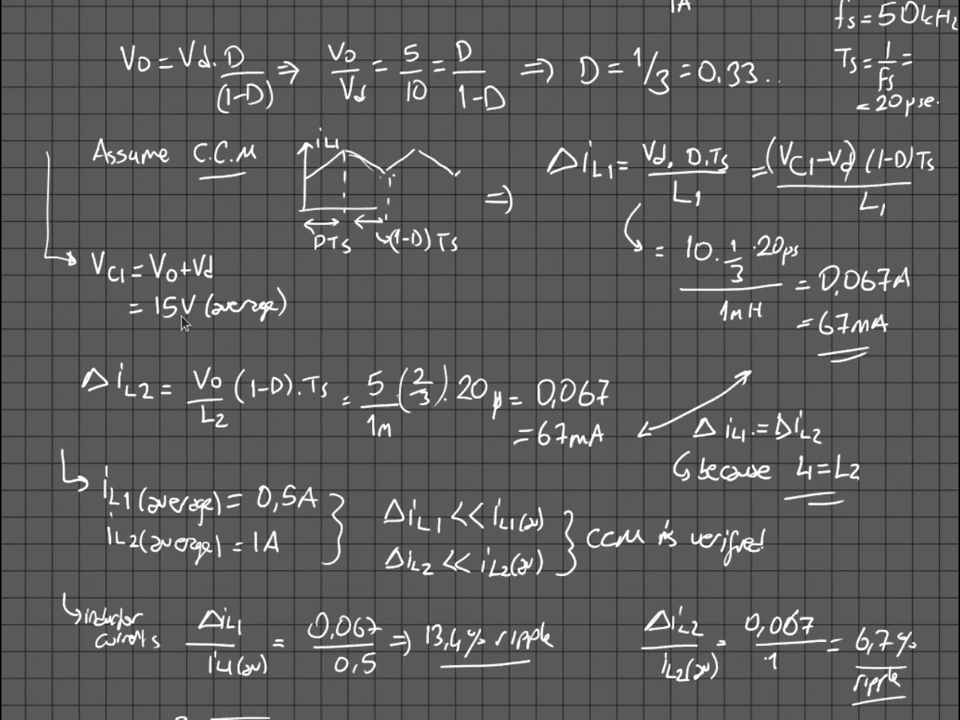 1A
fs = 50kHz
Vo = Vd. D/(1-D) ⇒ Vo/Vd = 5/10 = D/1-D ⇒ D = 1/3 = 0.33..
Ts = 1/fs =
= 20 μse.
Assume C.C.M
iL1
DTs (1-D)Ts
⇒ ΔiL1 = Vd. D.Ts/L1 = (VC1-Vd)(1-D)Ts/L1
= 10. 1/3 .20μs/1mH = 0,067A
= 67mA
VC1 = Vo+Vd
= 15V (average)
ΔiL2 = Vo/L2 (1-D).Ts = 5/1m (2/3).20μ = 0,067
= 67mA
ΔiL1 = ΔiL2
because L1=L2
iL1(average) = 0,5A
iL2(average) = 1A
ΔiL1 << iL1(av)
ΔiL2 << iL2(av)
CCM is verified
inductor
currents
ΔiL1/iL1(av) = 0,067/0,5 ⇒ 13,4% ripple
ΔiL2/iL2(av) = 0,067/1 = 6,7%
ripple